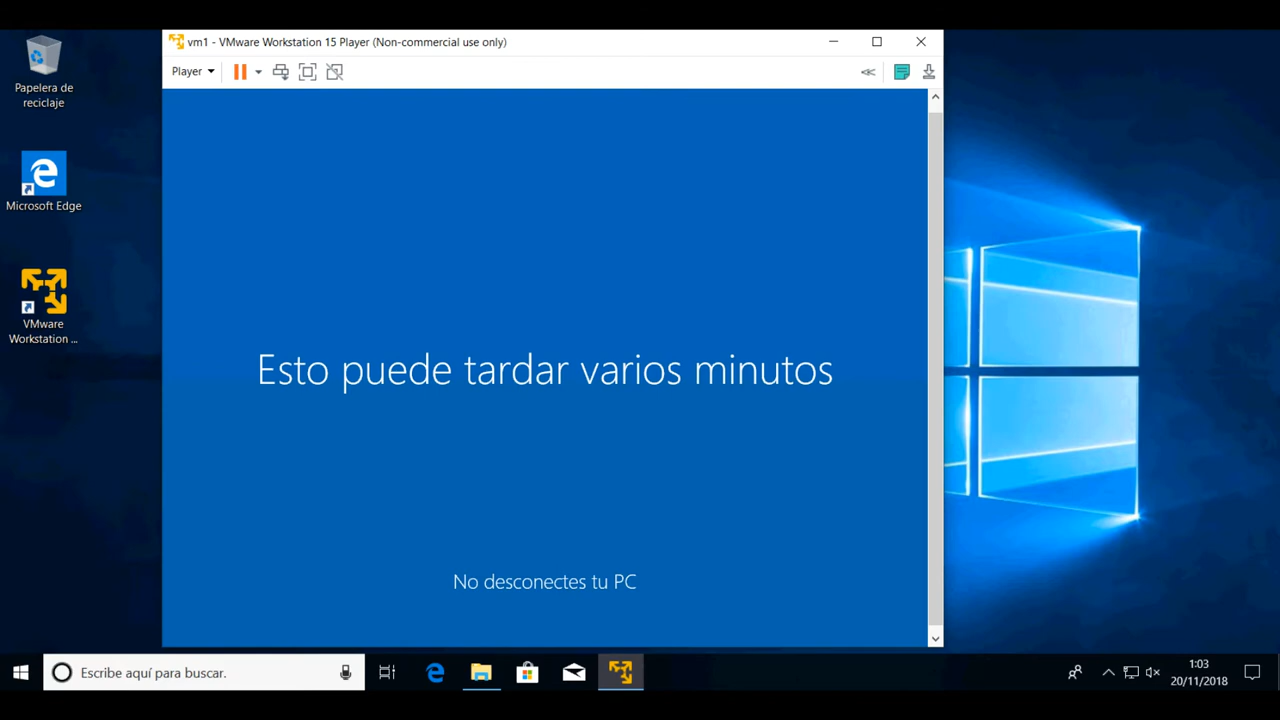 Papelera de
reciclaje
Microsoft Edge
VMware
Workstation ...
vm1 - VMware Workstation 15 Player (Non-commercial use only)
Player
Esto puede tardar varios minutos
No desconectes tu PC
Escribe aquí para buscar.
1:03
20/11/2018